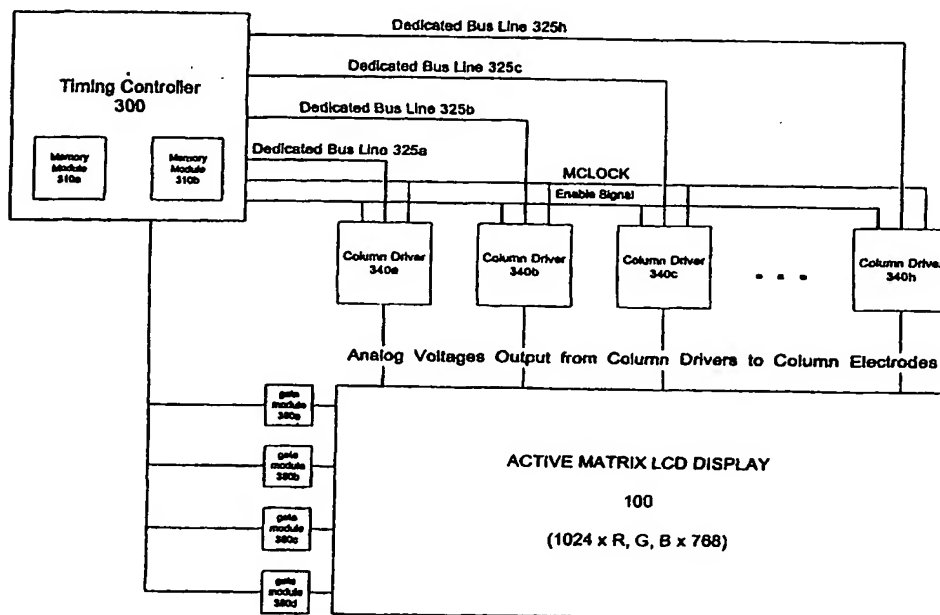 Dedicated Bus Line 325h
Dedicated Bus Line 325c
Timing Controller
300
Dedicated Bus Line 325b
Memory
Module
310a
Memory
Module
310b
Dedicated Bus Line 325a
MCLOCK
Enable Signal
Column Driver
340a
Column Driver
340b
Column Driver
340c
. . .
Column Driver
340h
Analog Voltages Output from Column Drivers to Column Electrodes
gate
module
380a
gate
module
380b
gate
module
380c
gate
module
380d
ACTIVE MATRIX LCD DISPLAY
100
(1024 x R, G, B x 768)